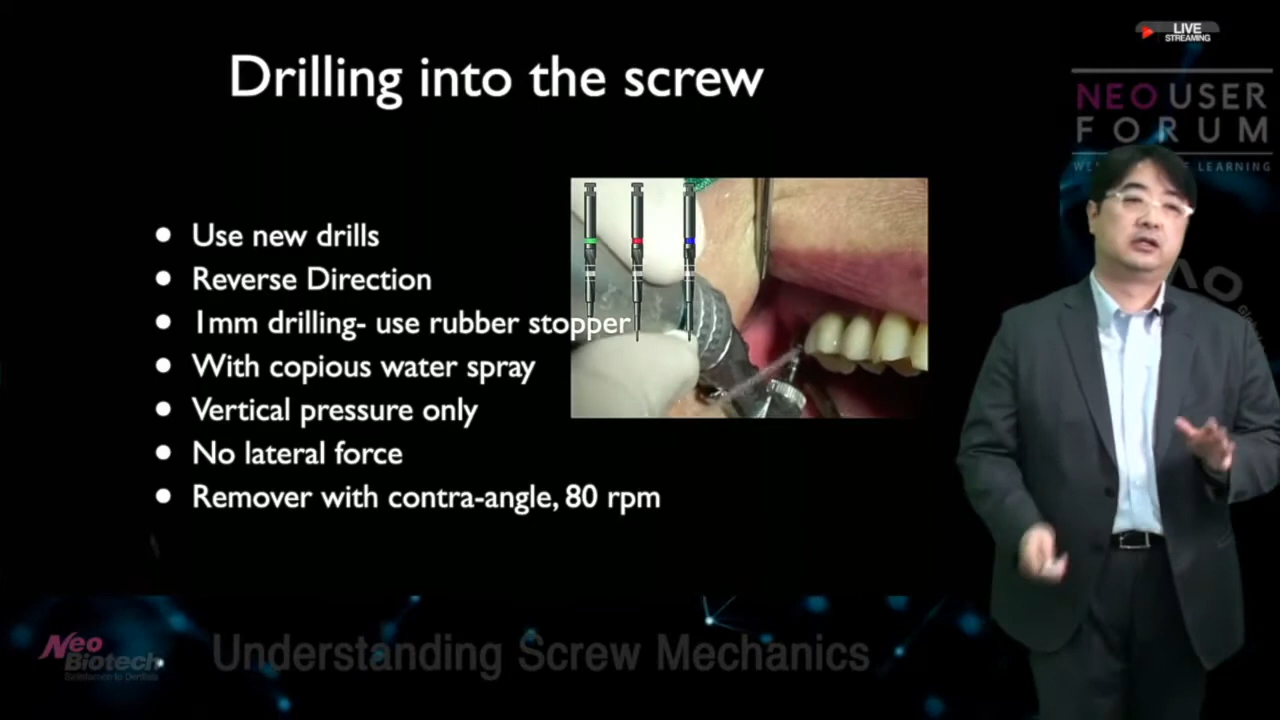 LIVE
STREAMING
Drilling into the screw
NEO USER
FORUM
LEARNING
• Use new drills
• Reverse Direction
• 1mm drilling- use rubber stopper
• With copious water spray
• Vertical pressure only
• No lateral force
• Remover with contra-angle, 80 rpm
Neo
Biotech
Understanding Screw Mechanics